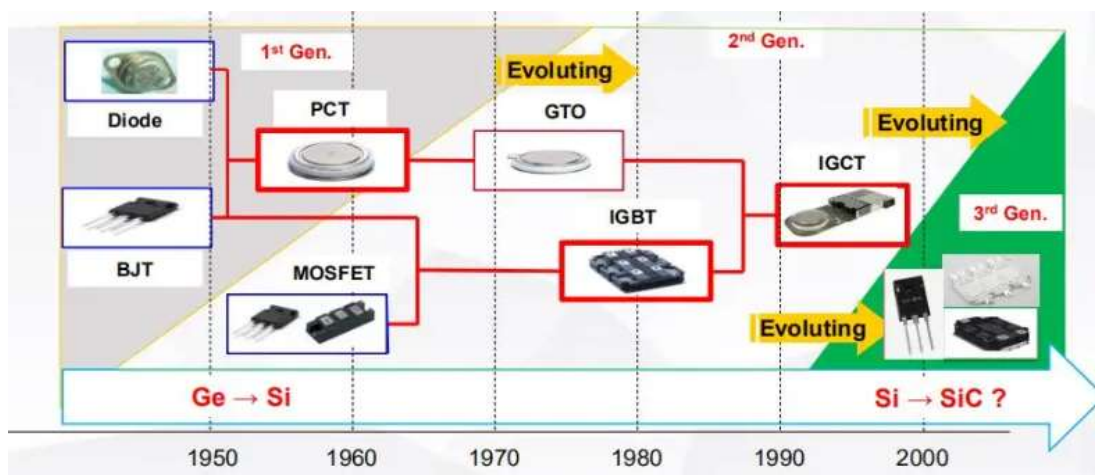 1st Gen.
2nd Gen.
Evoluting
Diode
PCT
GTO
Evoluting
IGCT
BJT
MOSFET
IGBT
3rd Gen.
Evoluting
Ge → Si
Si → SiC ?
1950
1960
1970
1980
1990
2000